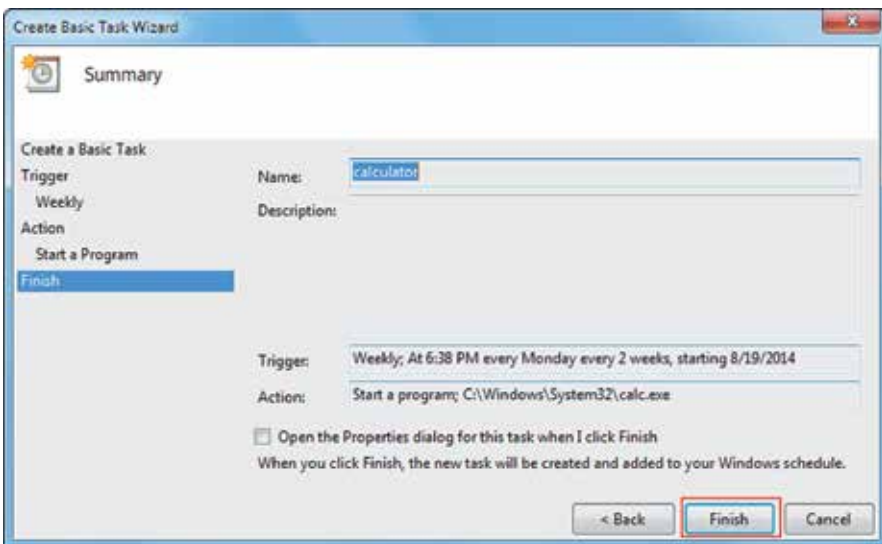 Create Basic Task Wizard
Summary
Create a Basic Task
Trigger
Weekly
Action
Start a Program
Finish
Name: calculator
Description:
Trigger: Weekly; At 6:38 PM every Monday every 2 weeks, starting 8/19/2014
Action: Start a program; C:\Windows\System32\calc.exe
Open the Properties dialog for this task when I click Finish
When you click Finish, the new task will be created and added to your Windows schedule.
< Back Finish Cancel